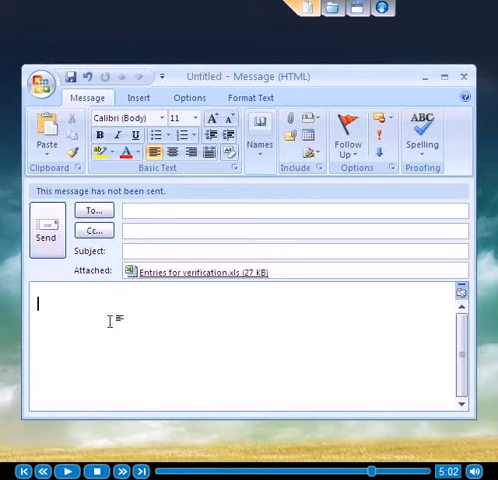 Untitled - Message (HTML)
Message Insert Options Format Text
Calibri (Body) 11
Paste
B I U
Names
Follow Up
ABC
Spelling
Clipboard Basic Text Include Options Proofing
This message has not been sent.
Send
To...
Cc...
Subject:
Attached: Entries for verification.xls (27 KB)
5:02